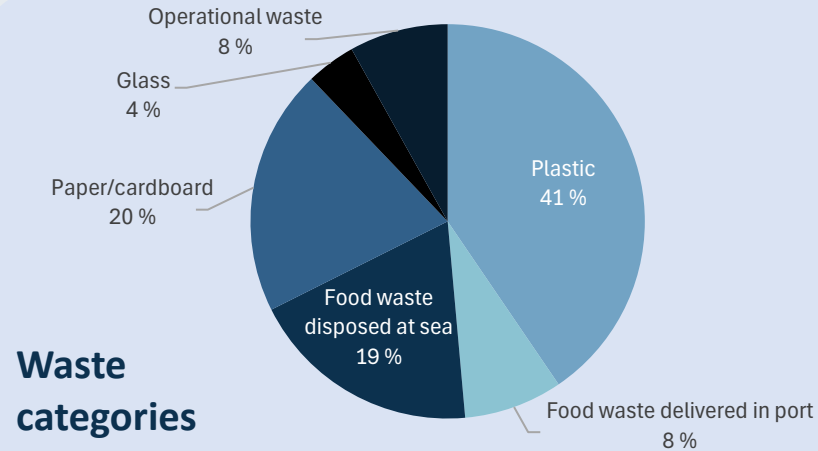 Operational waste
8 %
Glass
4 %
Plastic
41 %
Paper/cardboard
20 %
Food waste
disposed at sea
19 %
Waste
categories
Food waste delivered in port
8 %